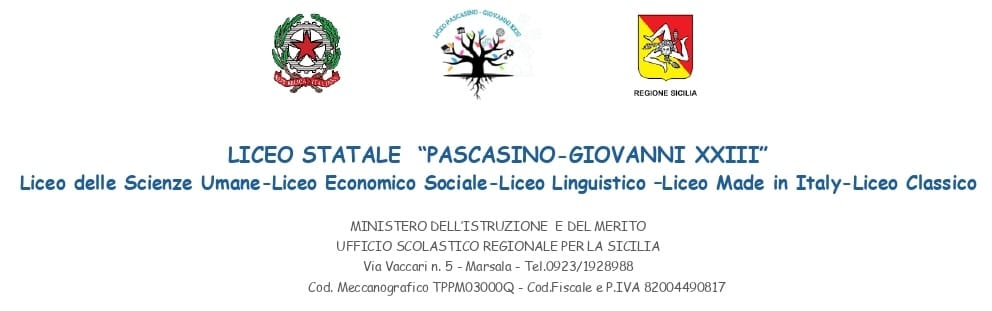 LICEO PASCASINO - GIOVANNI XXIII
REPVBBLICA ITALIANA
REGIONE SICILIA
LICEO STATALE “PASCASINO-GIOVANNI XXIII”
Liceo delle Scienze Umane-Liceo Economico Sociale-Liceo Linguistico –Liceo Made in Italy-Liceo Classico
MINISTERO DELL’ISTRUZIONE E DEL MERITO
UFFICIO SCOLASTICO REGIONALE PER LA SICILIA
Via Vaccari n. 5 - Marsala - Tel.0923/1928988
Cod. Meccanografico TPPM03000Q - Cod.Fiscale e P.IVA 82004490817